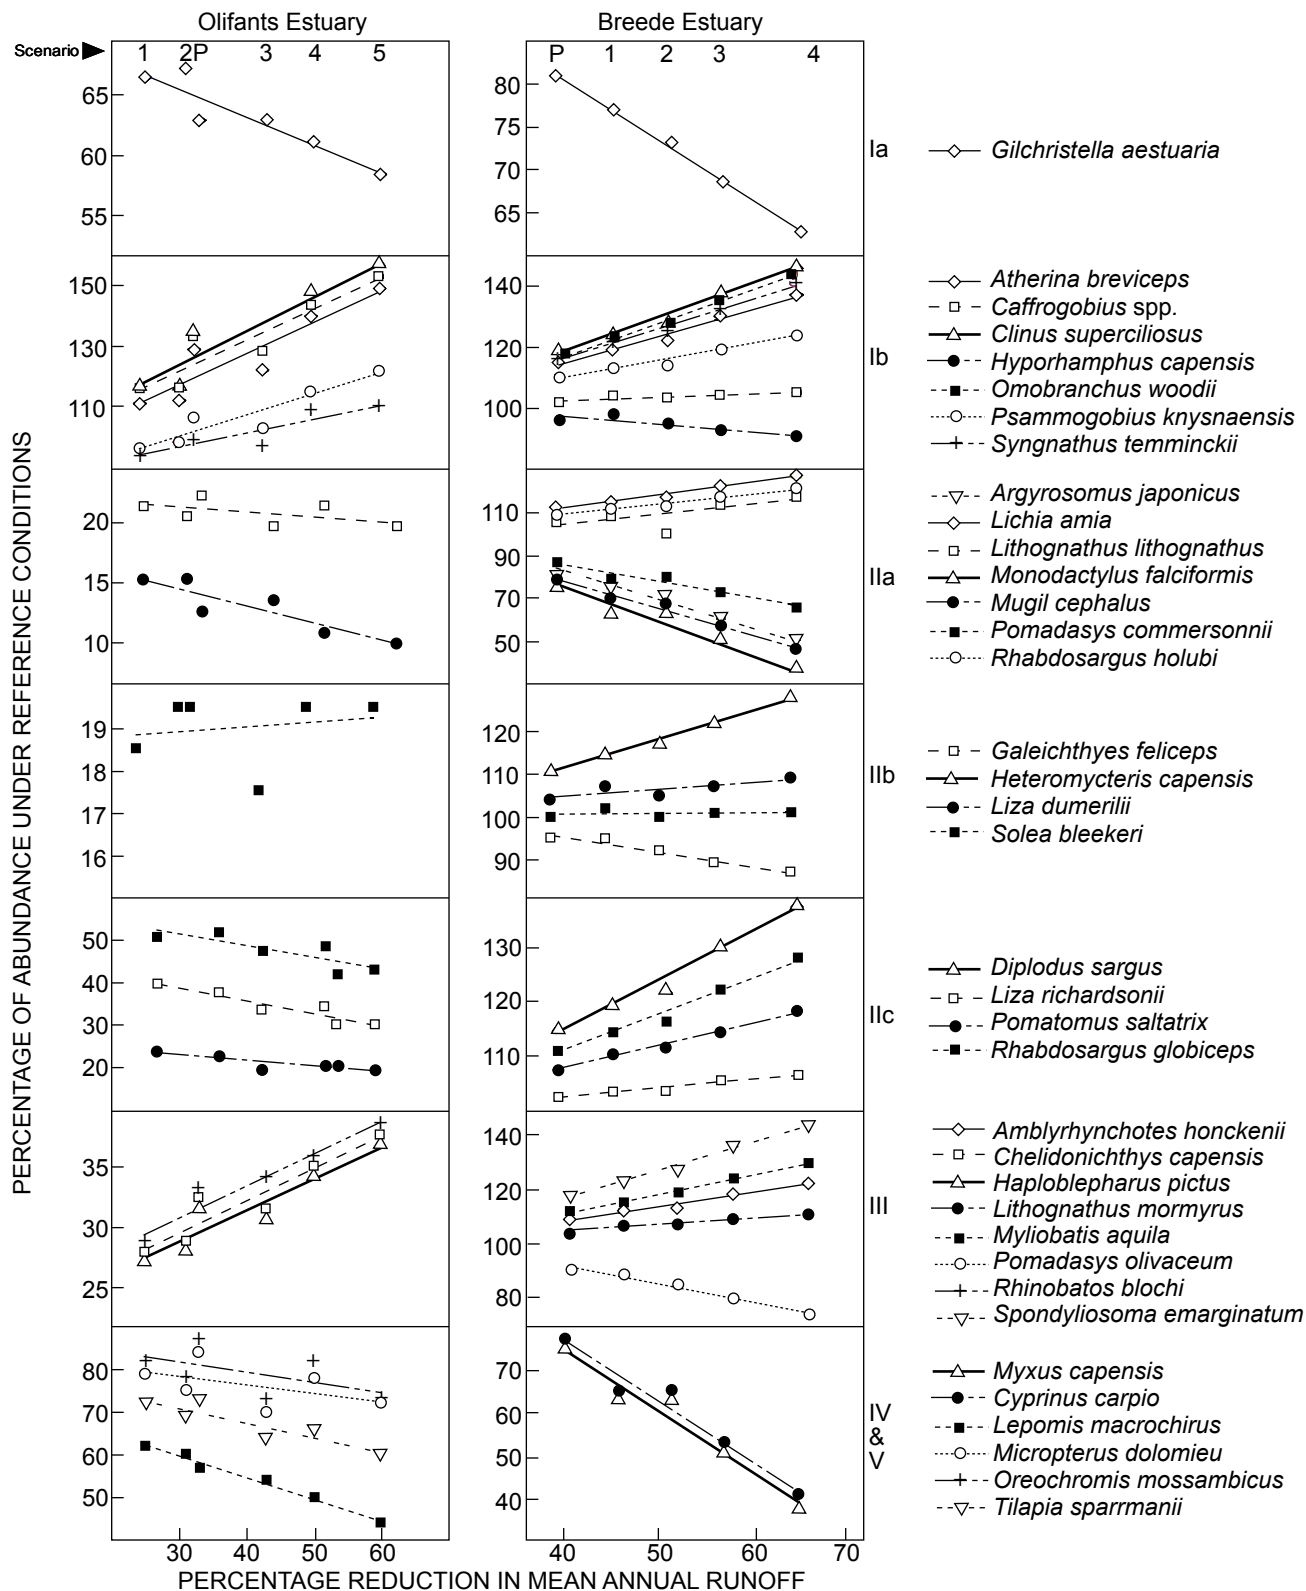 Olifants Estuary Breede Estuary
Scenario 1 2P 3 4 5 P 1 2 3 4
65
60
55
80
75
70
65
Ia
Gilchristella aestuaria
150
130
110
140
120
100
Ib
Atherina breviceps
Caffrogobius spp.
Clinus superciliosus
Hyporhamphus capensis
Omobranchus woodii
Psammogobius knysnaensis
Syngnathus temminckii
20
15
10
110
90
70
50
IIa
Argyrosomus japonicus
Lichia amia
Lithognathus lithognathus
Monodactylus falciformis
Mugil cephalus
Pomadasys commersonnii
Rhabdosargus holubi
19
18
17
16
120
110
100
90
IIb
Galeichthyes feliceps
Heteromycteris capensis
Liza dumerilii
Solea bleekeri
50
40
30
20
130
120
110
IIc
Diplodus sargus
Liza richardsonii
Pomatomus saltatrix
Rhabdosargus globiceps
35
30
25
140
120
100
80
III
Amblyrhynchotes honckenii
Chelidonichthys capensis
Haploblepharus pictus
Lithognathus mormyrus
Myliobatis aquila
Pomadasys olivaceum
Rhinobatos blochi
Spondyliosoma emarginatum
80
70
60
50
70
60
50
40
IV
&
V
Myxus capensis
Cyprinus carpio
Lepomis macrochirus
Micropterus dolomieu
Oreochromis mossambicus
Tilapia sparrmanii
30 40 50 60 40 50 60 70
PERCENTAGE REDUCTION IN MEAN ANNUAL RUNOFF
PERCENTAGE OF ABUNDANCE UNDER REFERENCE CONDITIONS